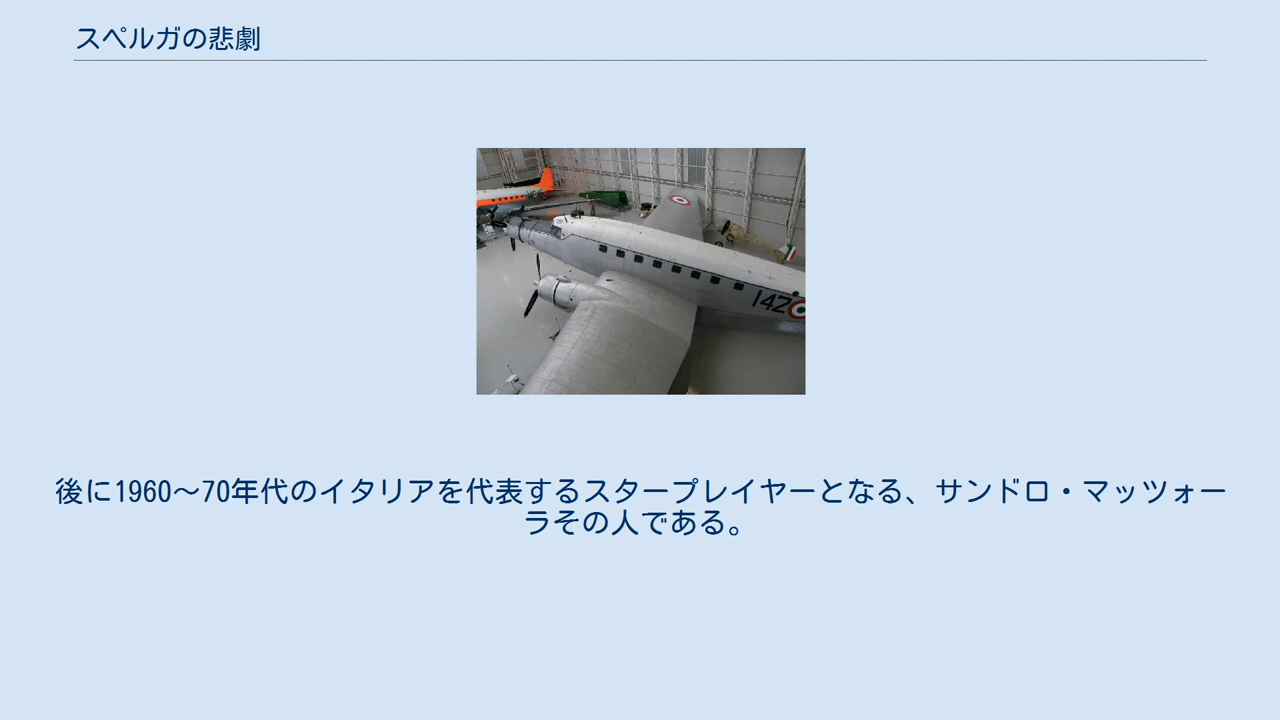 スペルガの悲劇
142
後に1960〜70年代のイタリアを代表するスタープレイヤーとなる、サンドロ・マッツォー
ラその人である。